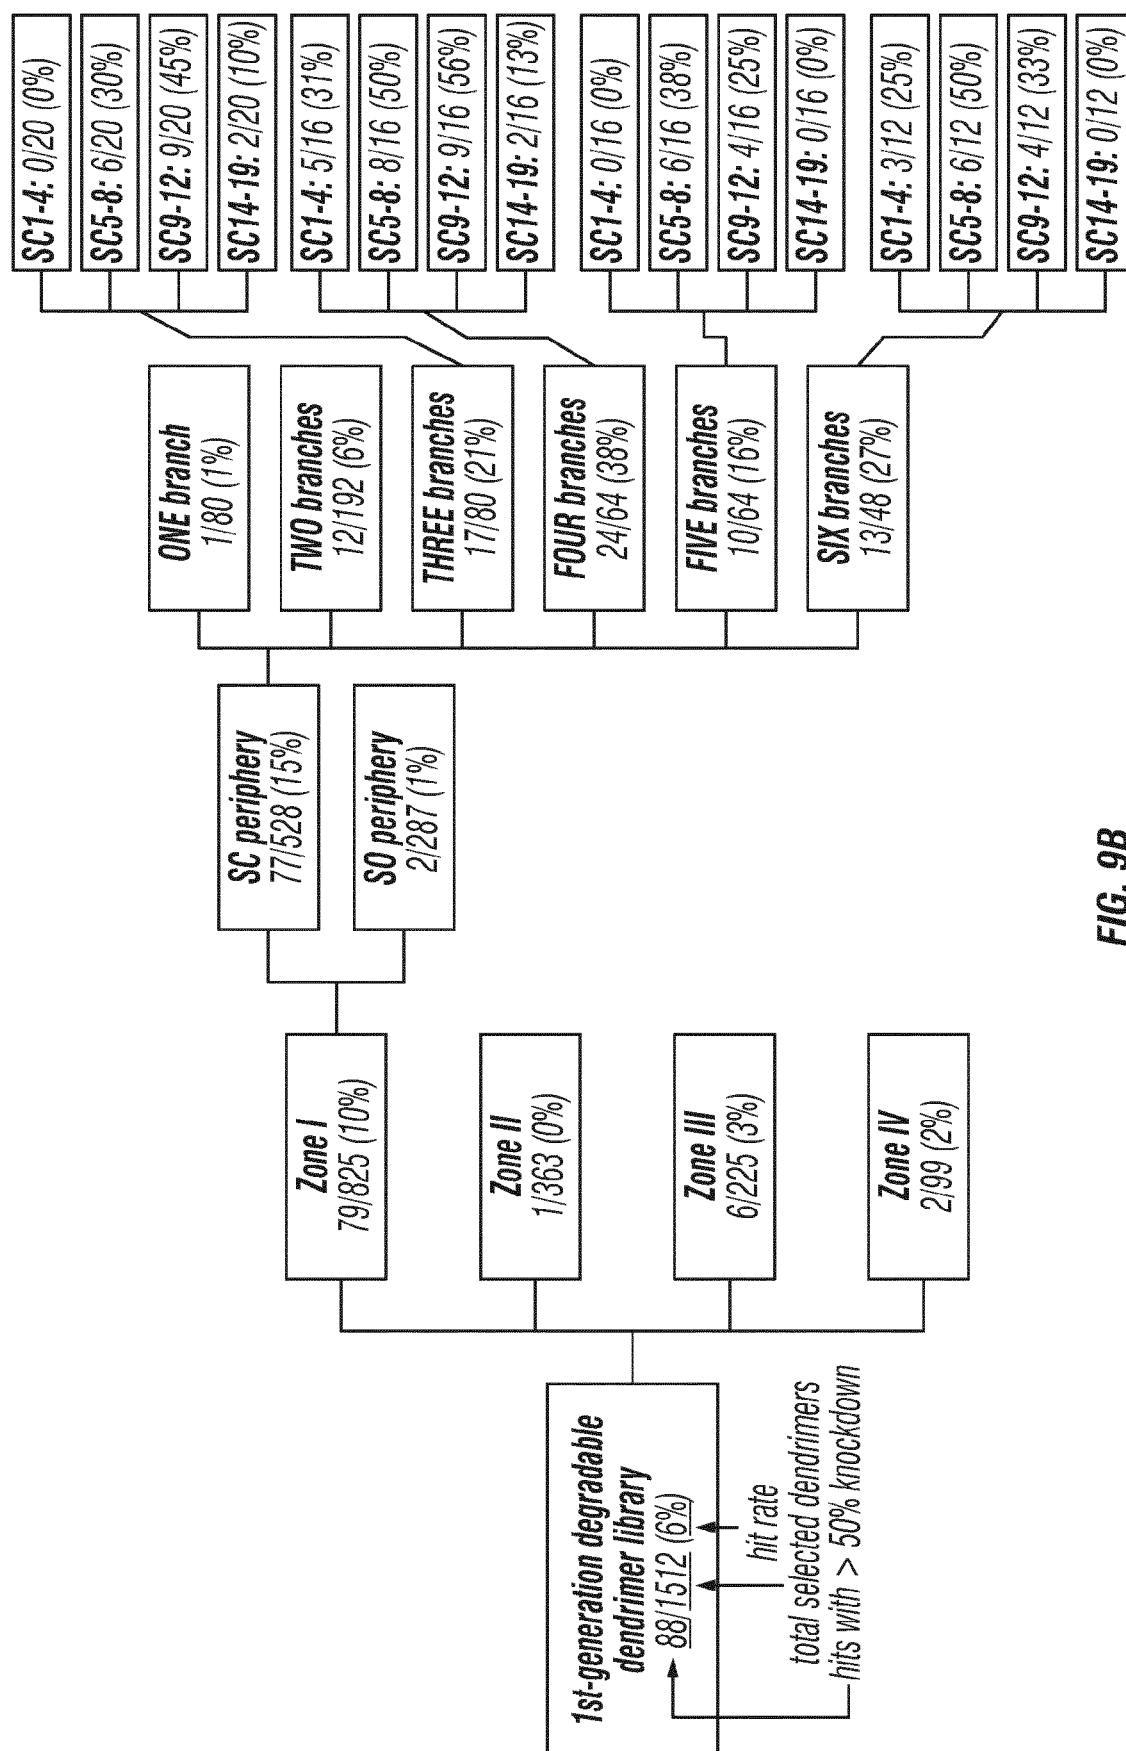 1st-generation degradable
dendrimer library
88/1512 (6%)
hit rate
total selected dendrimers
hits with > 50% knockdown
Zone I
79/825 (10%)
Zone II
1/363 (0%)
Zone III
6/225 (3%)
Zone IV
2/99 (2%)
SC periphery
77/528 (15%)
SO periphery
2/287 (1%)
ONE branch
1/80 (1%)
TWO branches
12/192 (6%)
THREE branches
17/80 (21%)
FOUR branches
24/64 (38%)
FIVE branches
10/64 (16%)
SIX branches
13/48 (27%)
SC1-4: 0/20 (0%)
SC5-8: 6/20 (30%)
SC9-12: 9/20 (45%)
SC14-19: 2/20 (10%)
SC1-4: 5/16 (31%)
SC5-8: 8/16 (50%)
SC9-12: 9/16 (56%)
SC14-19: 2/16 (13%)
SC1-4: 0/16 (0%)
SC5-8: 6/16 (38%)
SC9-12: 4/16 (25%)
SC14-19: 0/16 (0%)
SC1-4: 3/12 (25%)
SC5-8: 6/12 (50%)
SC9-12: 4/12 (33%)
SC14-19: 0/12 (0%)
FIG. 9B